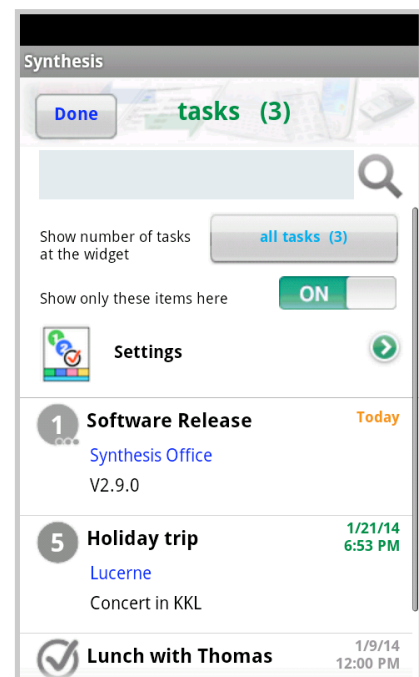 Synthesis
Done
tasks (3)
Show number of tasks
at the widget
all tasks (3)
Show only these items here
ON
Settings
1 Software Release Today
Synthesis Office
V2.9.0
5 Holiday trip 1/21/14
6:53 PM
Lucerne
Concert in KKL
Lunch with Thomas 1/9/14
12:00 PM